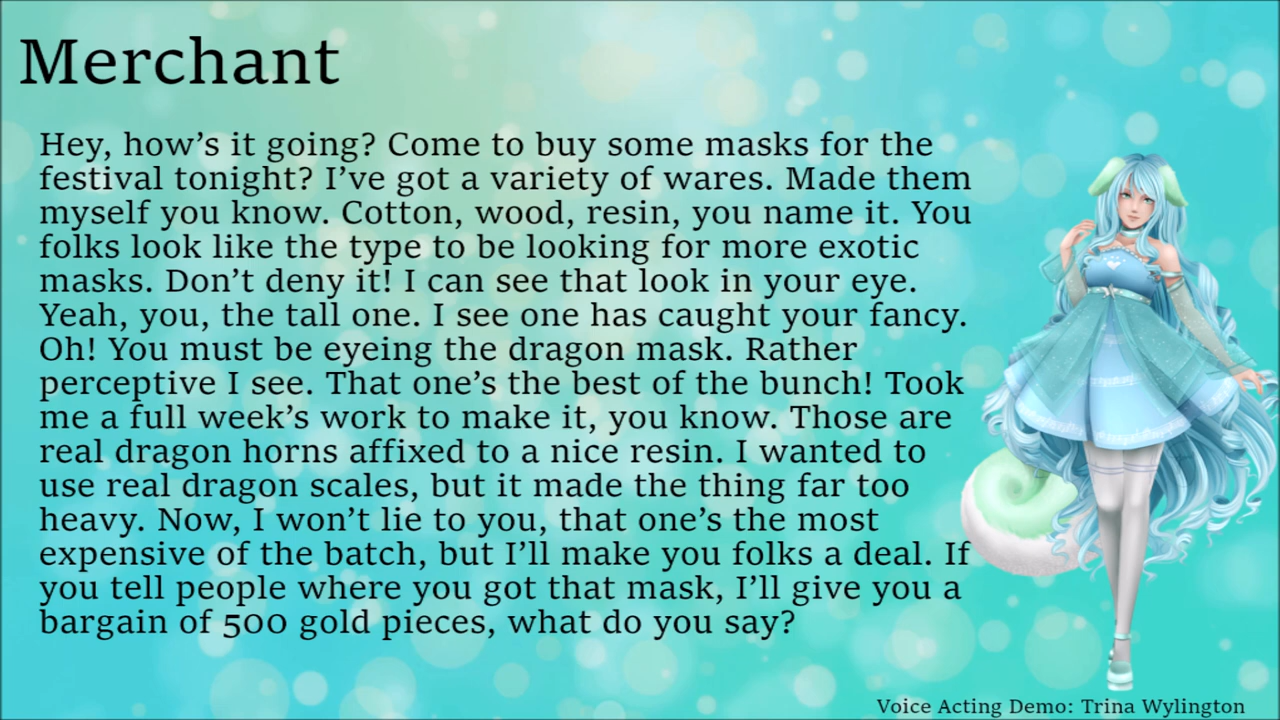 Merchant
Hey, how’s it going? Come to buy some masks for the
festival tonight? I’ve got a variety of wares. Made them
myself you know. Cotton, wood, resin, you name it. You
folks look like the type to be looking for more exotic
masks. Don’t deny it! I can see that look in your eye.
Yeah, you, the tall one. I see one has caught your fancy.
Oh! You must be eyeing the dragon mask. Rather
perceptive I see. That one’s the best of the bunch! Took
me a full week’s work to make it, you know. Those are
real dragon horns affixed to a nice resin. I wanted to
use real dragon scales, but it made the thing far too
heavy. Now, I won’t lie to you, that one’s the most
expensive of the batch, but I’ll make you folks a deal. If
you tell people where you got that mask, I’ll give you a
bargain of 500 gold pieces, what do you say?
Voice Acting Demo: Trina Wylington